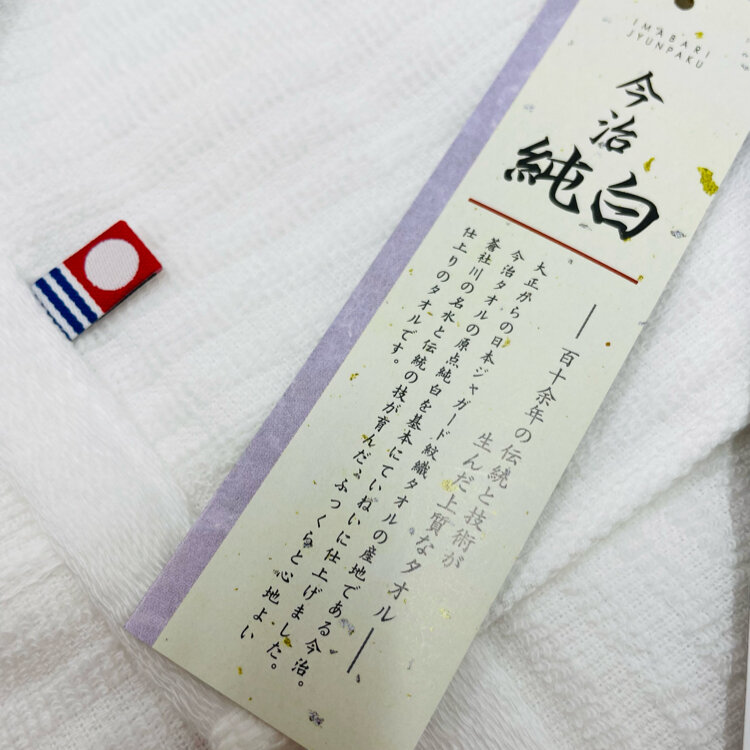 IMABARI
JYUNPAKU
今治
純白
― 百十余年の伝統と技術が
生んだ上質なタオル ―
大正からの日本ジャガード紋織タオルの産地である今治。
今治タオルの原点純白を基本にていねいに仕上げました。
蒼社川の名水と伝統の技が育んだ、ふっくらと心地よい
仕上りのタオルです。